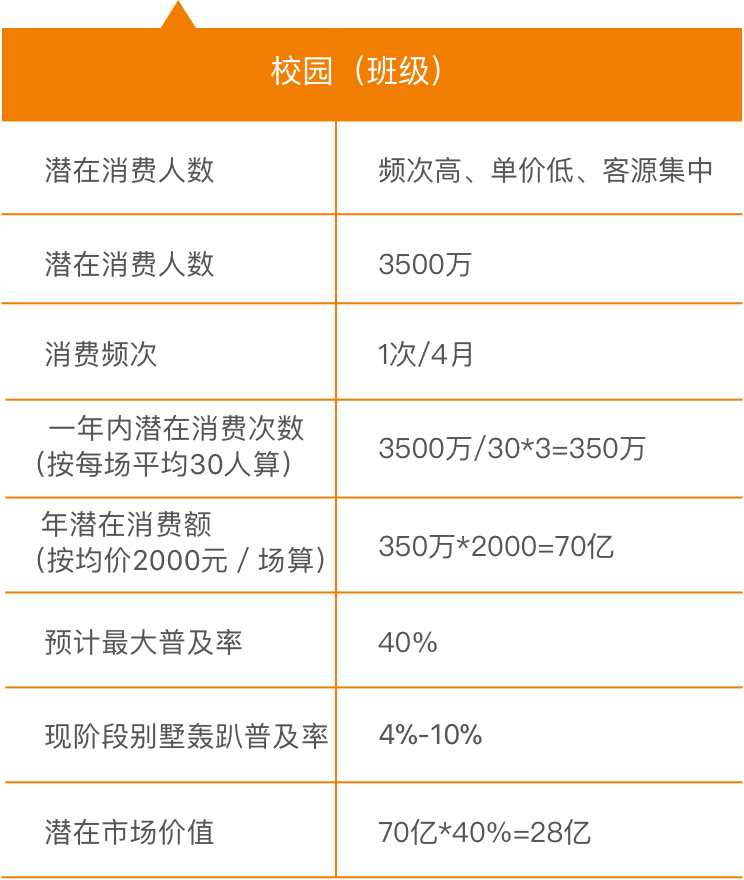 校园（班级）
潜在消费人数 频次高、单价低、客源集中
潜在消费人数 3500万
消费频次 1次/4月
一年内潜在消费次数
（按每场平均30人算） 3500万/30*3=350万
年潜在消费额
（按均价2000元 / 场算） 350万*2000=70亿
预计最大普及率 40%
现阶段别墅轰趴普及率 4%-10%
潜在市场价值 70亿*40%=28亿